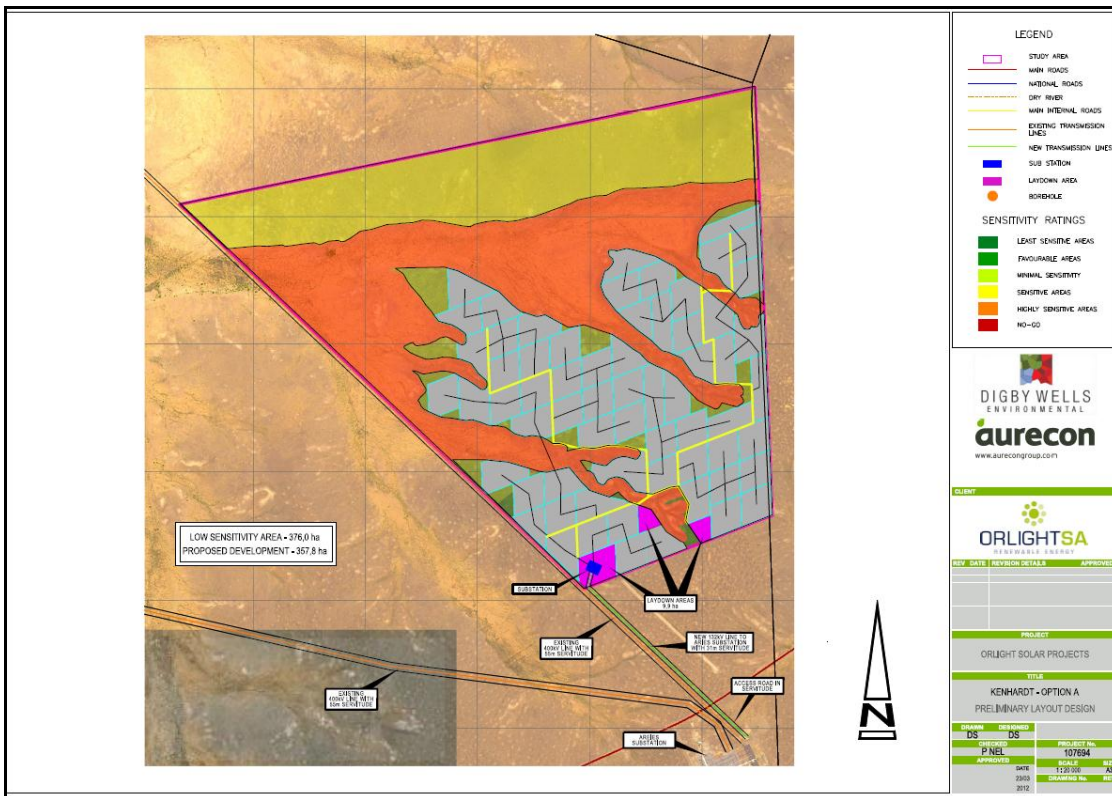 LOW SENSITIVITY AREA - 376,0 ha
PROPOSED DEVELOPMENT - 357,8 ha
SUBSTATION
LAYDOWN AREAS
9,9 ha
EXISTING
400kV LINE WITH
55m SERVITUDE
NEW 132kV LINE TO
ARIES SUBSTATION
WITH 31m SERVITUDE
EXISTING
400kV LINE WITH
55m SERVITUDE
ACCESS ROAD IN
SERVITUDE
ARIES
SUBSTATION
N
LEGEND
STUDY AREA
MAIN ROADS
NATIONAL ROADS
DRY RIVER
MAIN INTERNAL ROADS
EXISTING TRANSMISSION
LINES
NEW TRANSMISSION LINES
SUB STATION
LAYDOWN AREA
BOREHOLE
SENSITIVITY RATINGS
LEAST SENSITIVE AREAS
FAVOURABLE AREAS
MINIMAL SENSITIVITY
SENSITIVE AREAS
HIGHLY SENSITIVE AREAS
NO-GO
DIGBY WELLS
ENVIRONMENTAL
aurecon
www.aurecongroup.com
CLIENT
ORLIGHTSA
RENEWABLE ENERGY
REV DATE REVISION DETAILS APPROVED
PROJECT
ORLIGHT SOLAR PROJECTS
TITLE
KENHARDT - OPTION A
PRELIMINARY LAYOUT DESIGN
DRAWN DESIGNED
DS DS
CHECKED PROJECT No.
P NEL 107694
APPROVED SCALE
DATE 1:20 000
DRAWING No.
2012